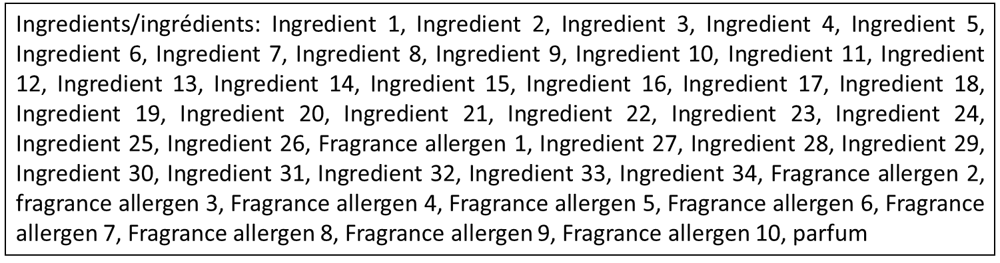 Ingredients/ingrédients: Ingredient 1, Ingredient 2, Ingredient 3, Ingredient 4, Ingredient 5,
Ingredient 6, Ingredient 7, Ingredient 8, Ingredient 9, Ingredient 10, Ingredient 11, Ingredient
12, Ingredient 13, Ingredient 14, Ingredient 15, Ingredient 16, Ingredient 17, Ingredient 18,
Ingredient 19, Ingredient 20, Ingredient 21, Ingredient 22, Ingredient 23, Ingredient 24,
Ingredient 25, Ingredient 26, Fragrance allergen 1, Ingredient 27, Ingredient 28, Ingredient 29,
Ingredient 30, Ingredient 31, Ingredient 32, Ingredient 33, Ingredient 34, Fragrance allergen 2,
fragrance allergen 3, Fragrance allergen 4, Fragrance allergen 5, Fragrance allergen 6, Fragrance
allergen 7, Fragrance allergen 8, Fragrance allergen 9, Fragrance allergen 10, parfum